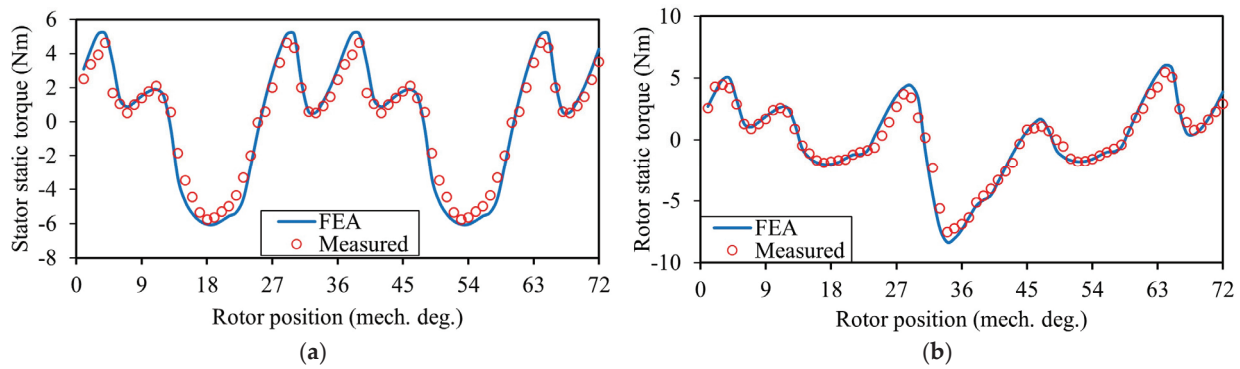 Stator static torque (Nm)
6
4
2
0
-2
-4
-6
-8
FEA
Measured
0 9 18 27 36 45 54 63 72
Rotor position (mech. deg.)
(a)
Rotor static torque (Nm)
10
5
0
-5
-10
FEA
Measured
0 9 18 27 36 45 54 63 72
Rotor position (mech. deg.)
(b)